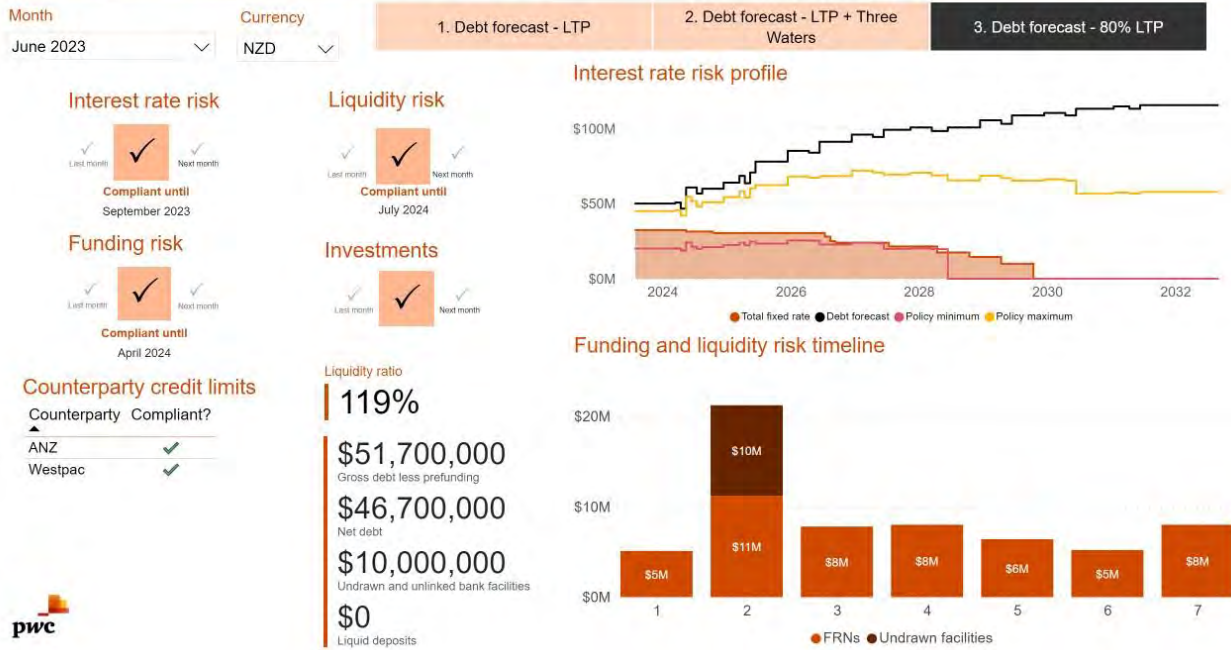 Month
June 2023
Currency
NZD
1. Debt forecast - LTP
2. Debt forecast - LTP + Three
Waters
3. Debt forecast - 80% LTP
Interest rate risk
Last month
Next month
Compliant until
September 2023
Liquidity risk
Last month
Next month
Compliant until
July 2024
Funding risk
Last month
Next month
Compliant until
April 2024
Investments
Last month
Next month
Counterparty credit limits
Counterparty Compliant?
ANZ
Westpac
Liquidity ratio
119%
$51,700,000
Gross debt less prefunding
$46,700,000
Net debt
$10,000,000
Undrawn and unlinked bank facilities
$0
Liquid deposits
pwc
Interest rate risk profile
$100M
$50M
$0M
2024 2026 2028 2030 2032
Total fixed rate Debt forecast Policy minimum Policy maximum
Funding and liquidity risk timeline
$20M
$10M
$0M
$10M
$5M $11M $8M $8M $6M $5M $8M
1 2 3 4 5 6 7
FRNs Undrawn facilities